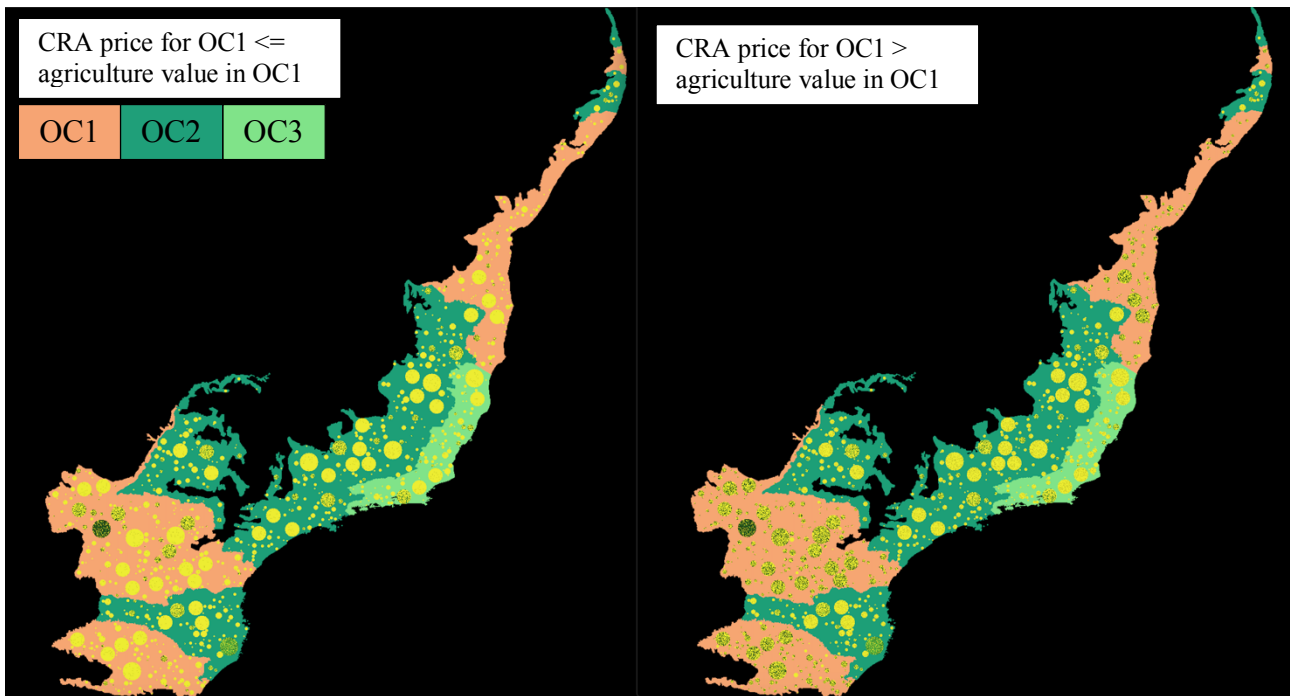 CRA price for OC1 <=
agriculture value in OC1
OC1 OC2 OC3
CRA price for OC1 >
agriculture value in OC1